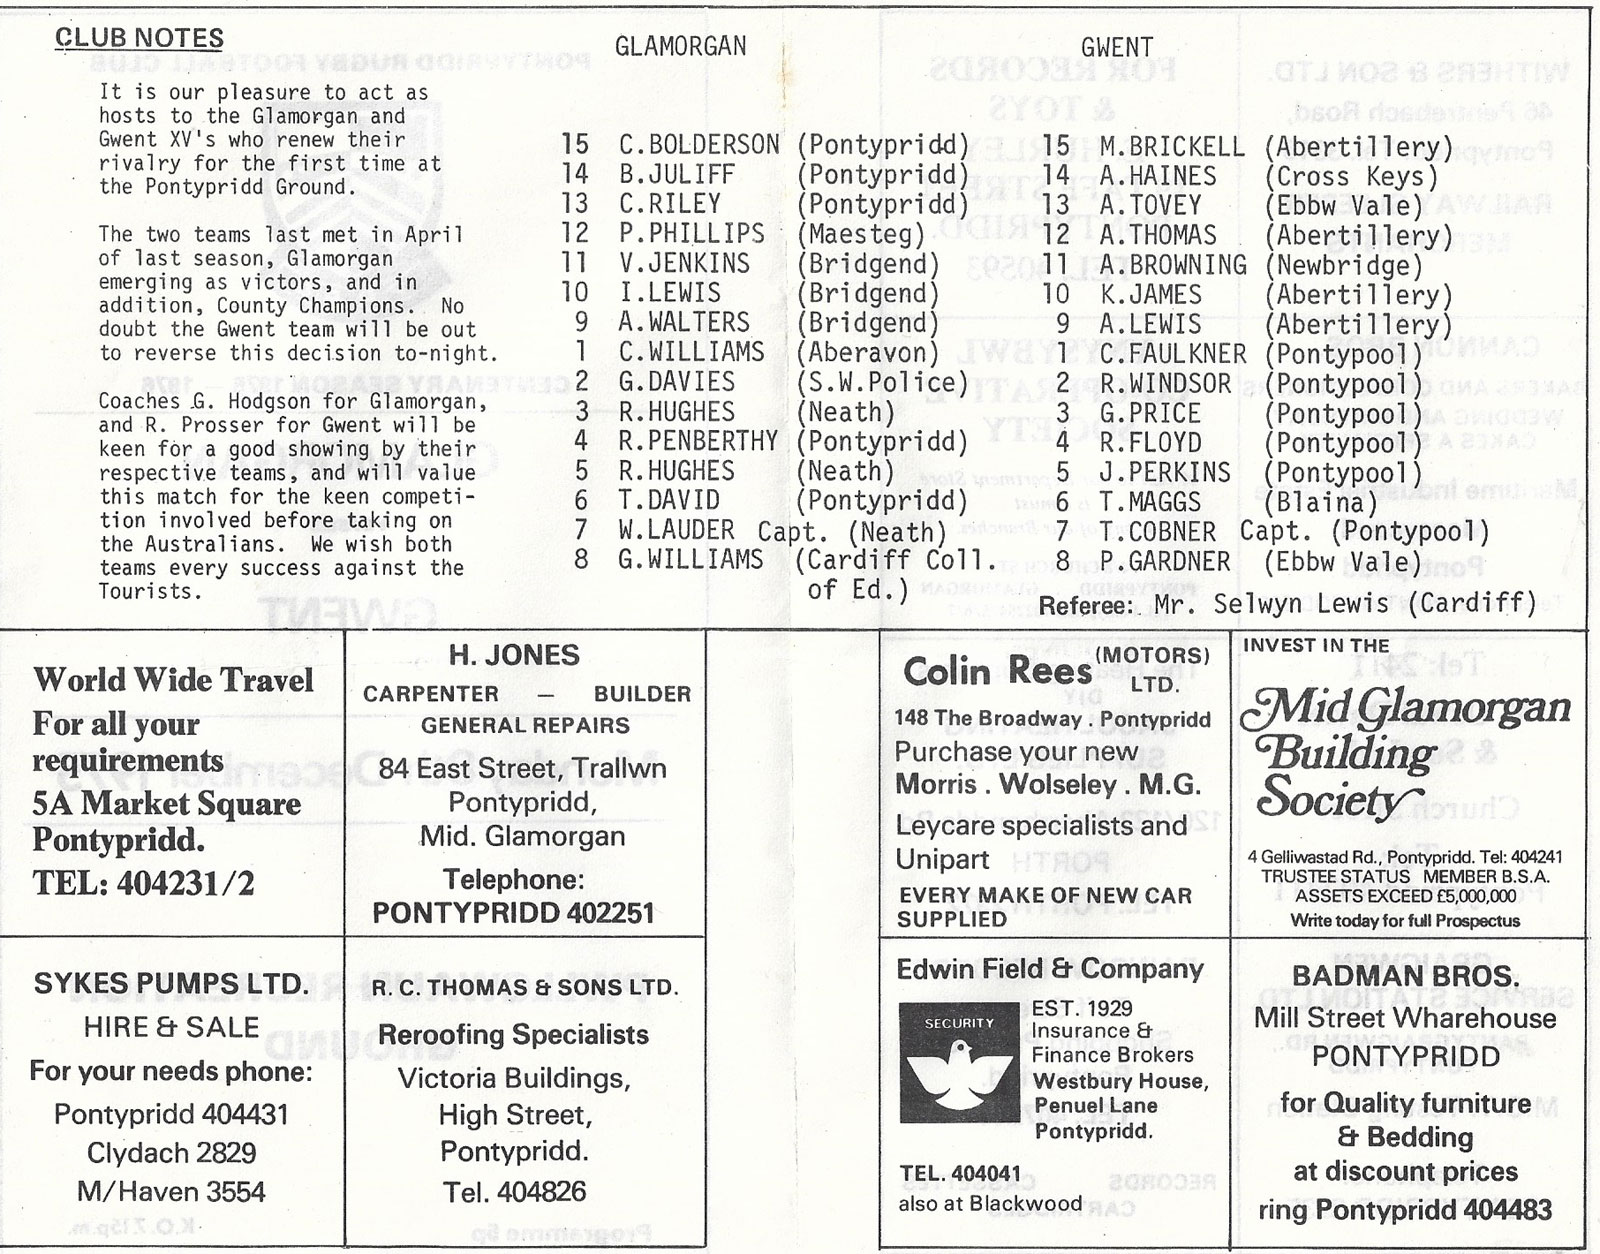 CLUB NOTES
It is our pleasure to act as
hosts to the Glamorgan and
Gwent XV's who renew their
rivalry for the first time at
the Pontypridd Ground.
The two teams last met in April
of last season, Glamorgan
emerging as victors, and in
addition, County Champions. No
doubt the Gwent team will be out
to reverse this decision to-night.
Coaches G. Hodgson for Glamorgan,
and R. Prosser for Gwent will be
keen for a good showing by their
respective teams, and will value
this match for the keen competi-
tion involved before taking on
the Australians. We wish both
teams every success against the
Tourists.
GLAMORGAN
15 C.BOLDERSON (Pontypridd)
14 B.JULIFF (Pontypridd)
13 C.RILEY (Pontypridd)
12 P.PHILLIPS (Maesteg)
11 V.JENKINS (Bridgend)
10 I.LEWIS (Bridgend)
9 A.WALTERS (Bridgend)
1 C.WILLIAMS (Aberavon)
2 G.DAVIES (S.W.Police)
3 R.HUGHES (Neath)
4 R.PENBERTHY (Pontypridd)
5 R.HUGHES (Neath)
6 T.DAVID (Pontypridd)
7 W.LAUDER Capt. (Neath)
8 G.WILLIAMS (Cardiff Coll.
of Ed.)
GWENT
15 M.BRICKELL (Abertillery)
14 A.HAINES (Cross Keys)
13 A.TOVEY (Ebbw Vale)
12 A.THOMAS (Abertillery)
11 A.BROWNING (Newbridge)
10 K.JAMES (Abertillery)
9 A.LEWIS (Abertillery)
1 C.FAULKNER (Pontypool)
2 R.WINDSOR (Pontypool)
3 G.PRICE (Pontypool)
4 R.FLOYD (Pontypool)
5 J.PERKINS (Pontypool)
6 T.MAGGS (Blaina)
7 T.COBNER Capt. (Pontypool)
8 P.GARDNER (Ebbw Vale)
Referee: Mr. Selwyn Lewis (Cardiff)
World Wide Travel
For all your
requirements
5A Market Square
Pontypridd.
TEL: 404231/2
H. JONES
CARPENTER — BUILDER
GENERAL REPAIRS
84 East Street, Trallwn
Pontypridd,
Mid. Glamorgan
Telephone:
PONTYPRIDD 402251
Colin Rees (MOTORS)
LTD.
148 The Broadway . Pontypridd
Purchase your new
Morris . Wolseley . M.G.
Leycare specialists and
Unipart
EVERY MAKE OF NEW CAR
SUPPLIED
INVEST IN THE
Mid Glamorgan
Building
Society
4 Gelliwastad Rd., Pontypridd. Tel: 404241
TRUSTEE STATUS MEMBER B.S.A.
ASSETS EXCEED £5,000,000
Write today for full Prospectus
SYKES PUMPS LTD.
HIRE & SALE
For your needs phone:
Pontypridd 404431
Clydach 2829
M/Haven 3554
R. C. THOMAS & SONS LTD.
Reroofing Specialists
Victoria Buildings,
High Street,
Pontypridd.
Tel. 404826
Edwin Field & Company
SECURITY
EST. 1929
Insurance &
Finance Brokers
Westbury House,
Penuel Lane
Pontypridd.
TEL. 404041
also at Blackwood
BADMAN BROS.
Mill Street Wharehouse
PONTYPRIDD
for Quality furniture
& Bedding
at discount prices
ring Pontypridd 404483